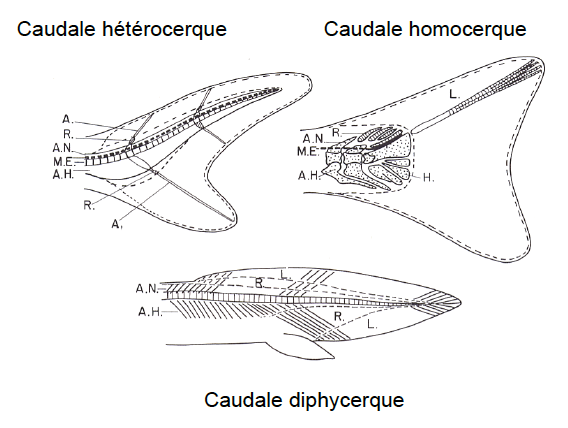 Caudale hétérocerque
Caudale homocerque
A.
R.
A.N.
M.E.
A.H.
R.
A.
L.
R.
A.N.
M.E.
A.H.
H.
L.
R.
A.N.
A.H.
R.
L.
Caudale diphycerque